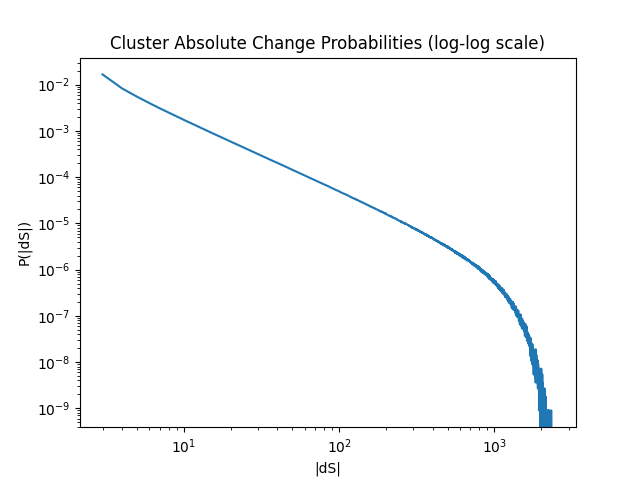 Cluster Absolute Change Probabilities (log-log scale)
P(|dS|)
10⁻²
10⁻³
10⁻⁴
10⁻⁵
10⁻⁶
10⁻⁷
10⁻⁸
10⁻⁹
10¹ 10² 10³
|dS|